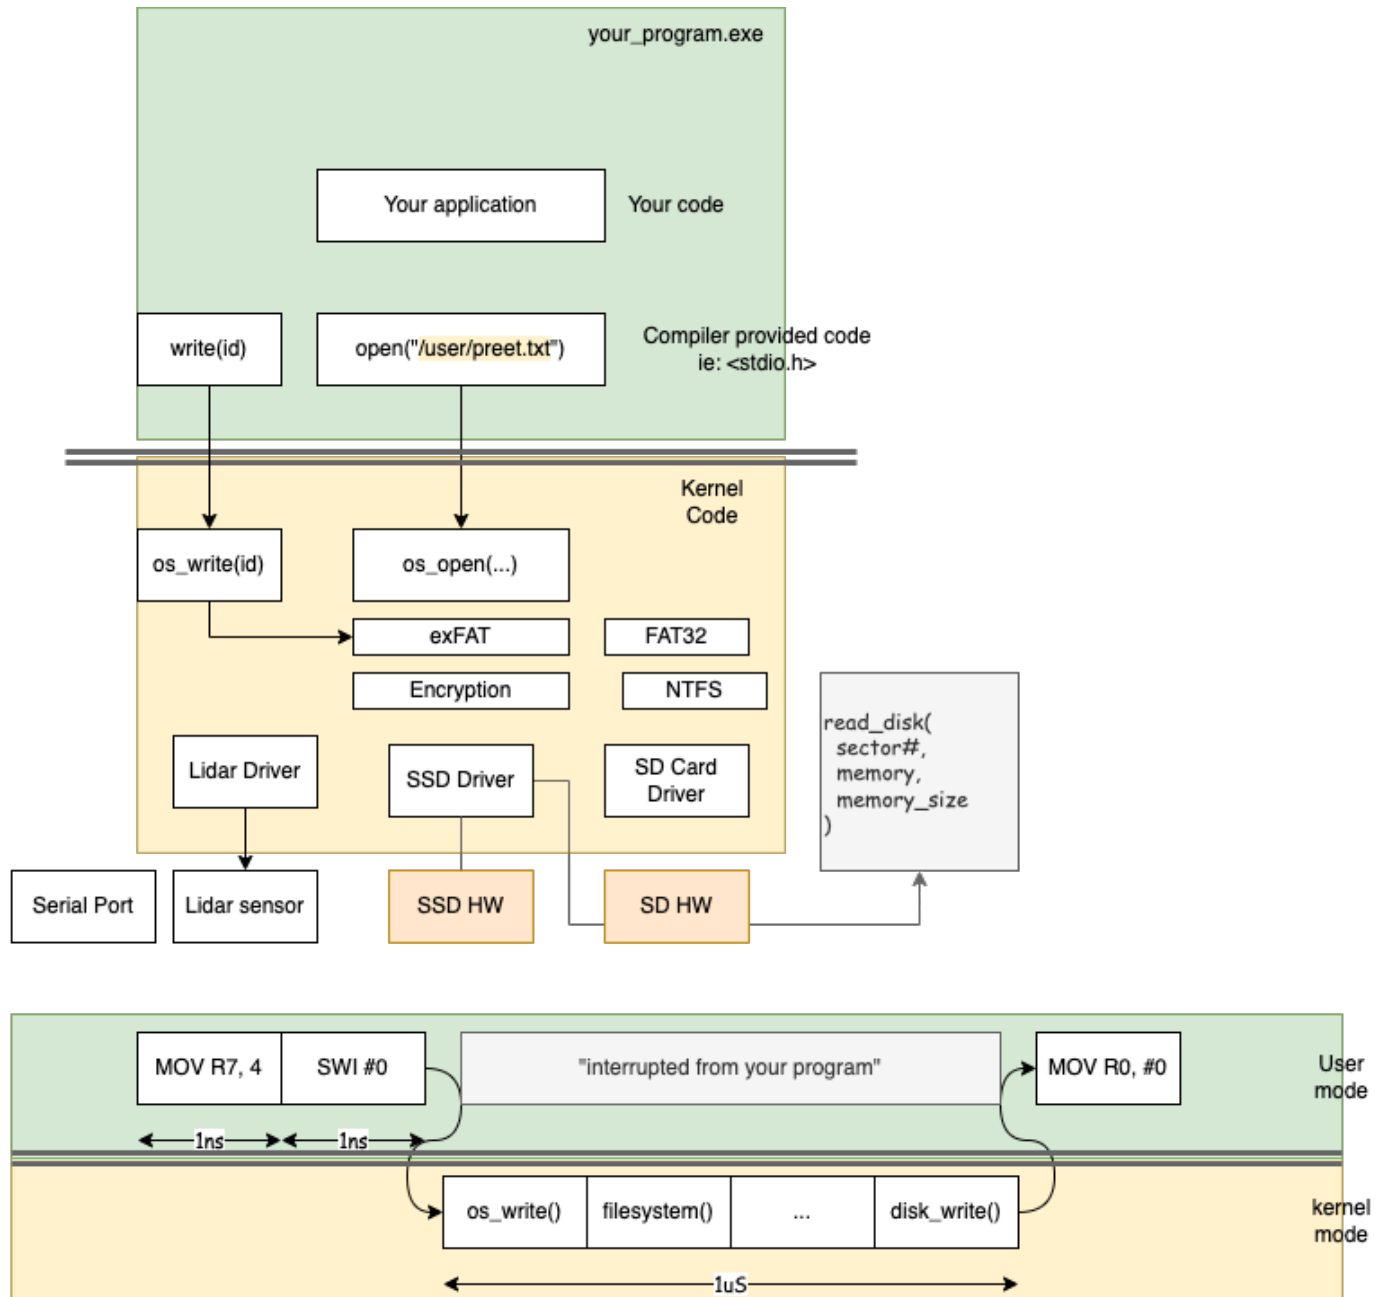 your_program.exe
Your application
Your code
write(id)
open("/user/preet.txt")
Compiler provided code
ie: <stdio.h>
Kernel
Code
os_write(id)
os_open(...)
exFAT
FAT32
Encryption
NTFS
read_disk(
sector#,
memory,
memory_size
)
Lidar Driver
SSD Driver
SD Card
Driver
Serial Port
Lidar sensor
SSD HW
SD HW
MOV R7, 4
SWI #0
"interrupted from your program"
MOV R0, #0
User
mode
1ns
1ns
os_write()
filesystem()
...
disk_write()
kernel
mode
1uS